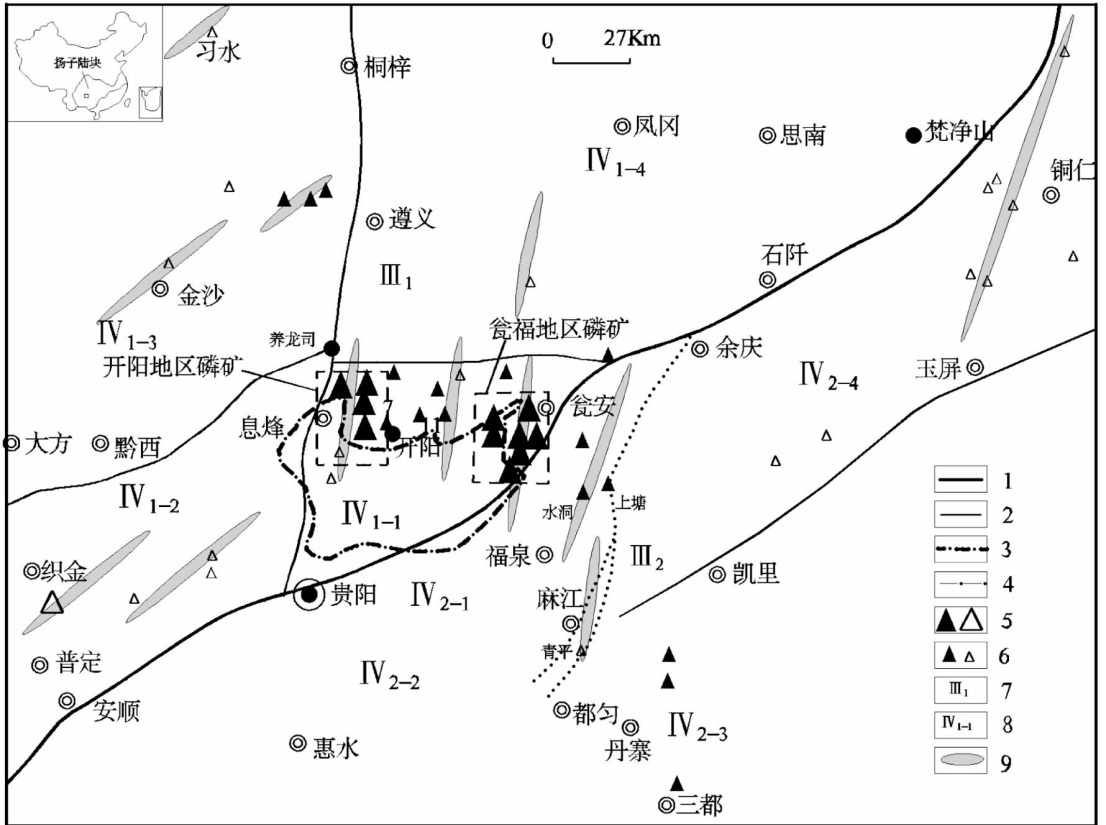 扬子陆块
习水
桐梓
0 27Km
凤冈
思南
梵净山
IV₁₋₄
铜仁
遵义
石阡
III₁
金沙
IV₁₋₃
养龙司
瓮福地区磷矿
开阳地区磷矿
余庆
IV₂₋₄
玉屏
息烽
开阳
瓮安
大方
黔西
IV₁₋₂
IV₁₋₁
水洞
上塘
福泉
III₂
织金
贵阳
IV₂₋₁
凯里
麻江
青平
普定
IV₂₋₂
安顺
都匀
IV₂₋₃
丹寨
惠水
三都
1
2
3
4
5
6
III₁ 7
IV₁₋₁ 8
9